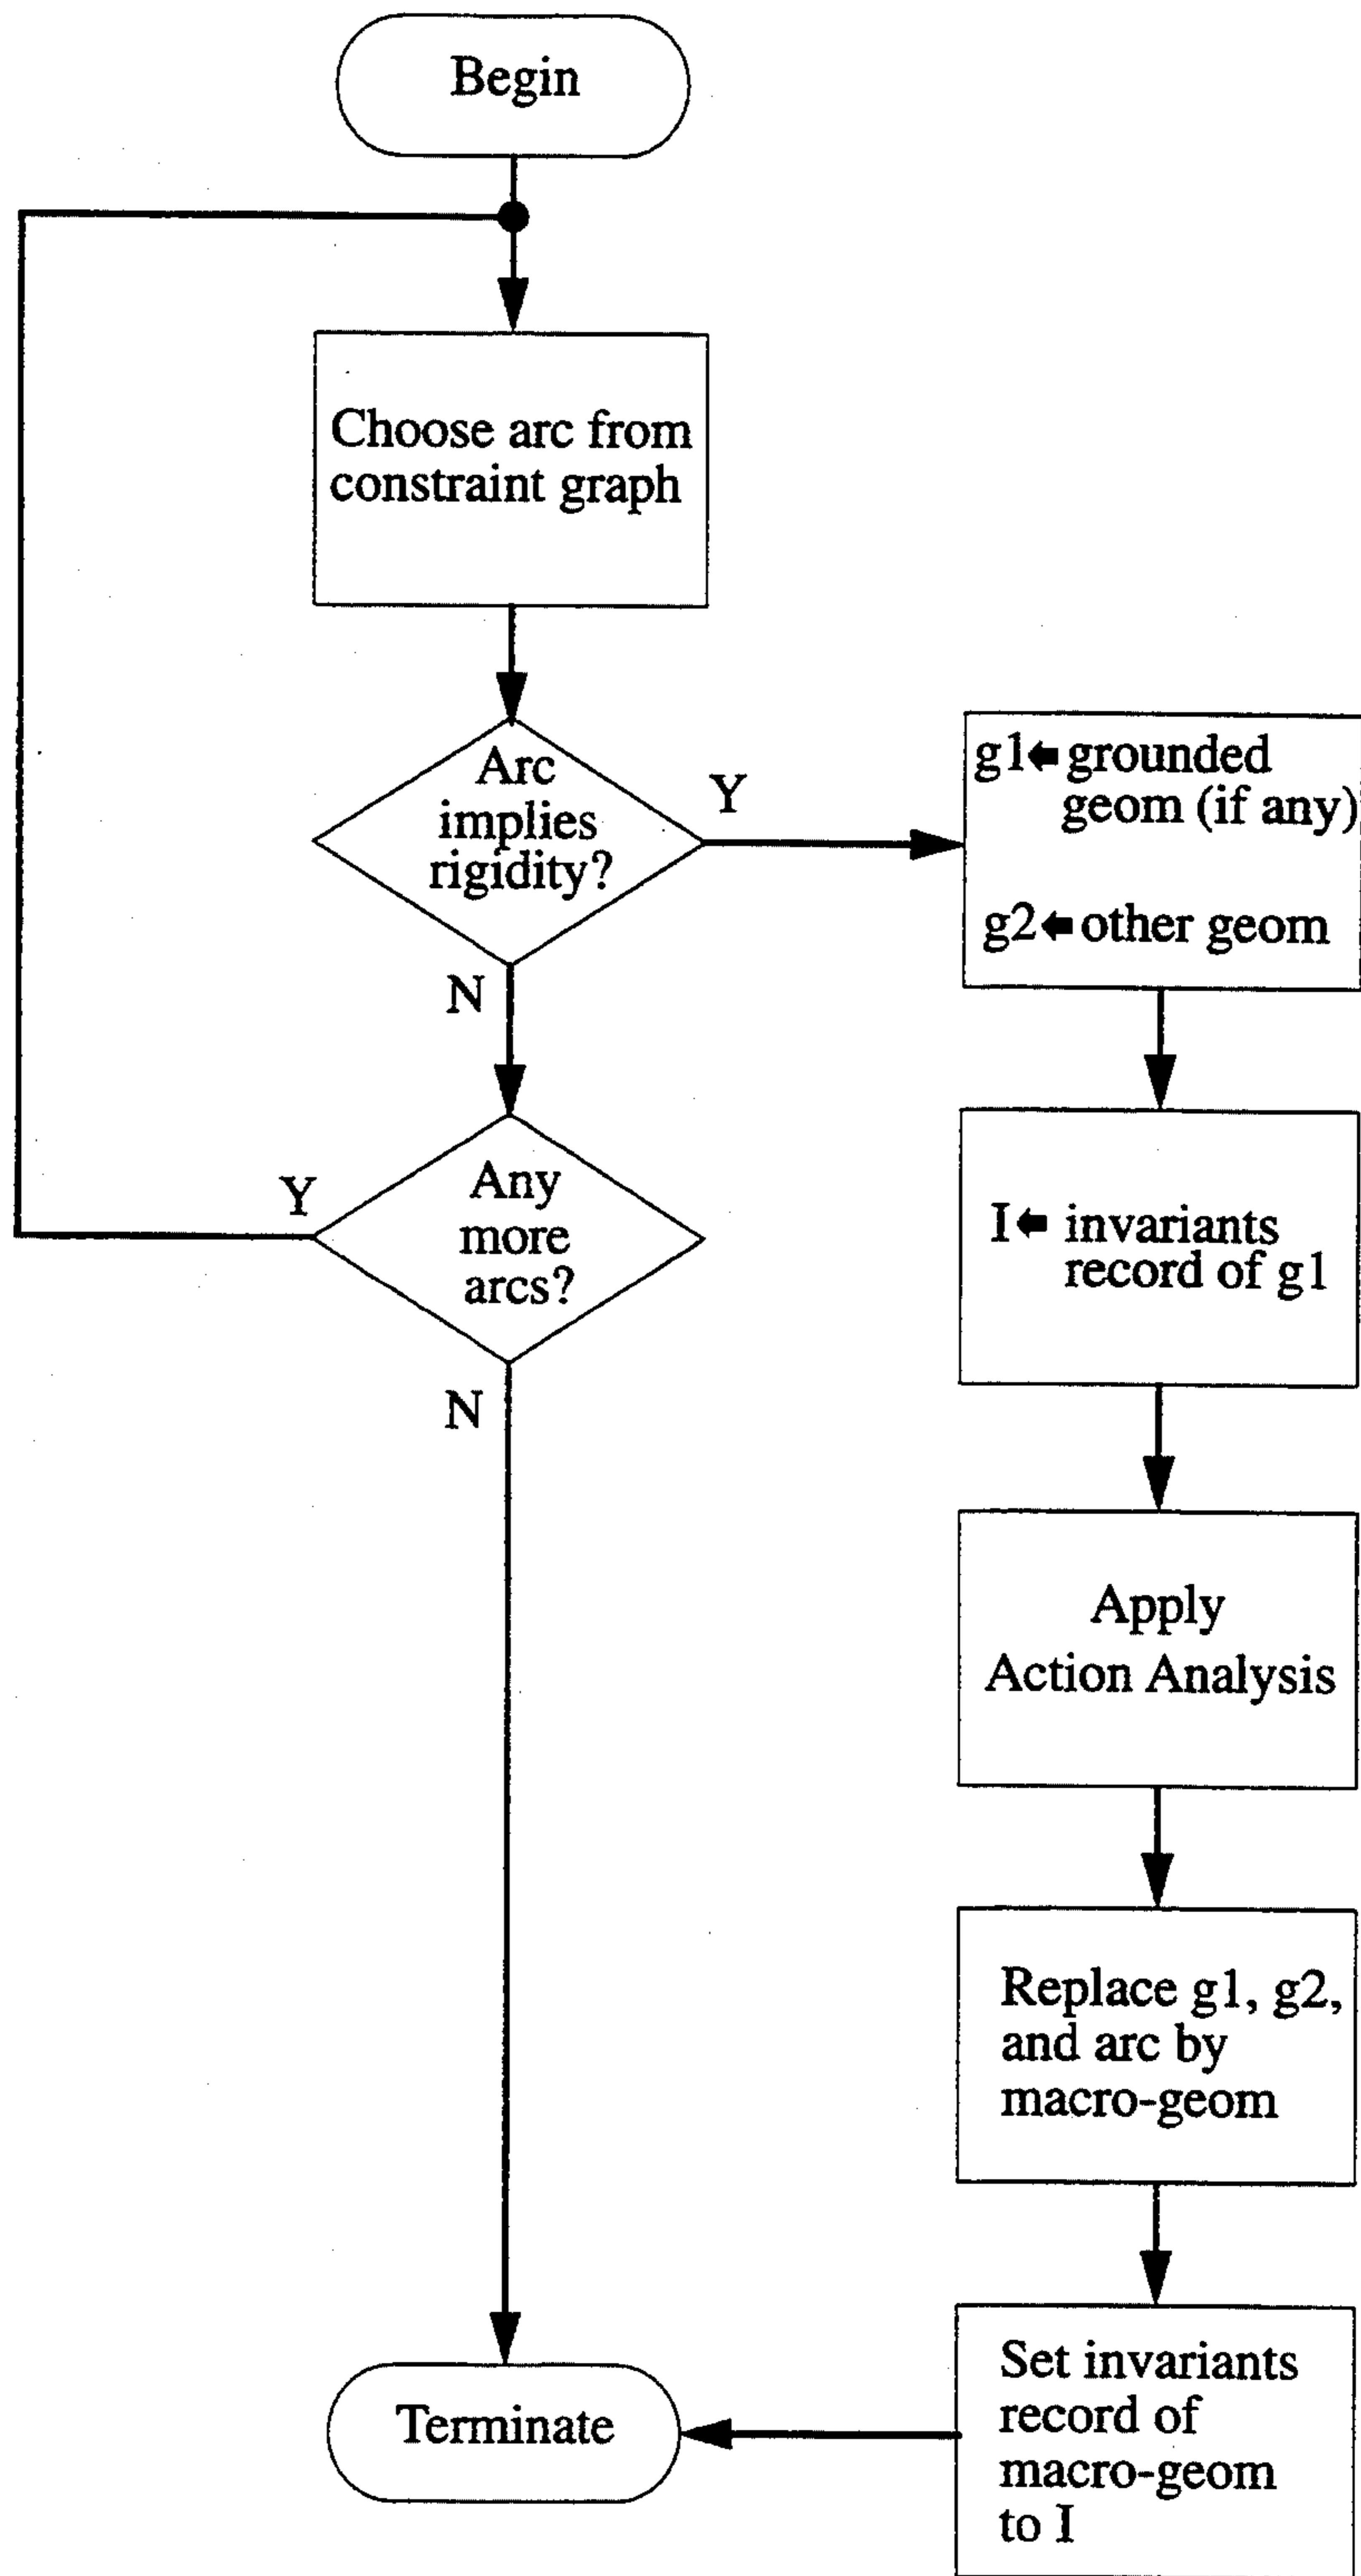 Begin
Choose arc from
constraint graph
Arc
implies
rigidity?
Y
N
g1← grounded
geom (if any)
g2← other geom
Any
more
arcs?
Y
N
I← invariants
record of g1
Apply
Action Analysis
Replace g1, g2,
and arc by
macro-geom
Set invariants
record of
macro-geom
to I
Terminate